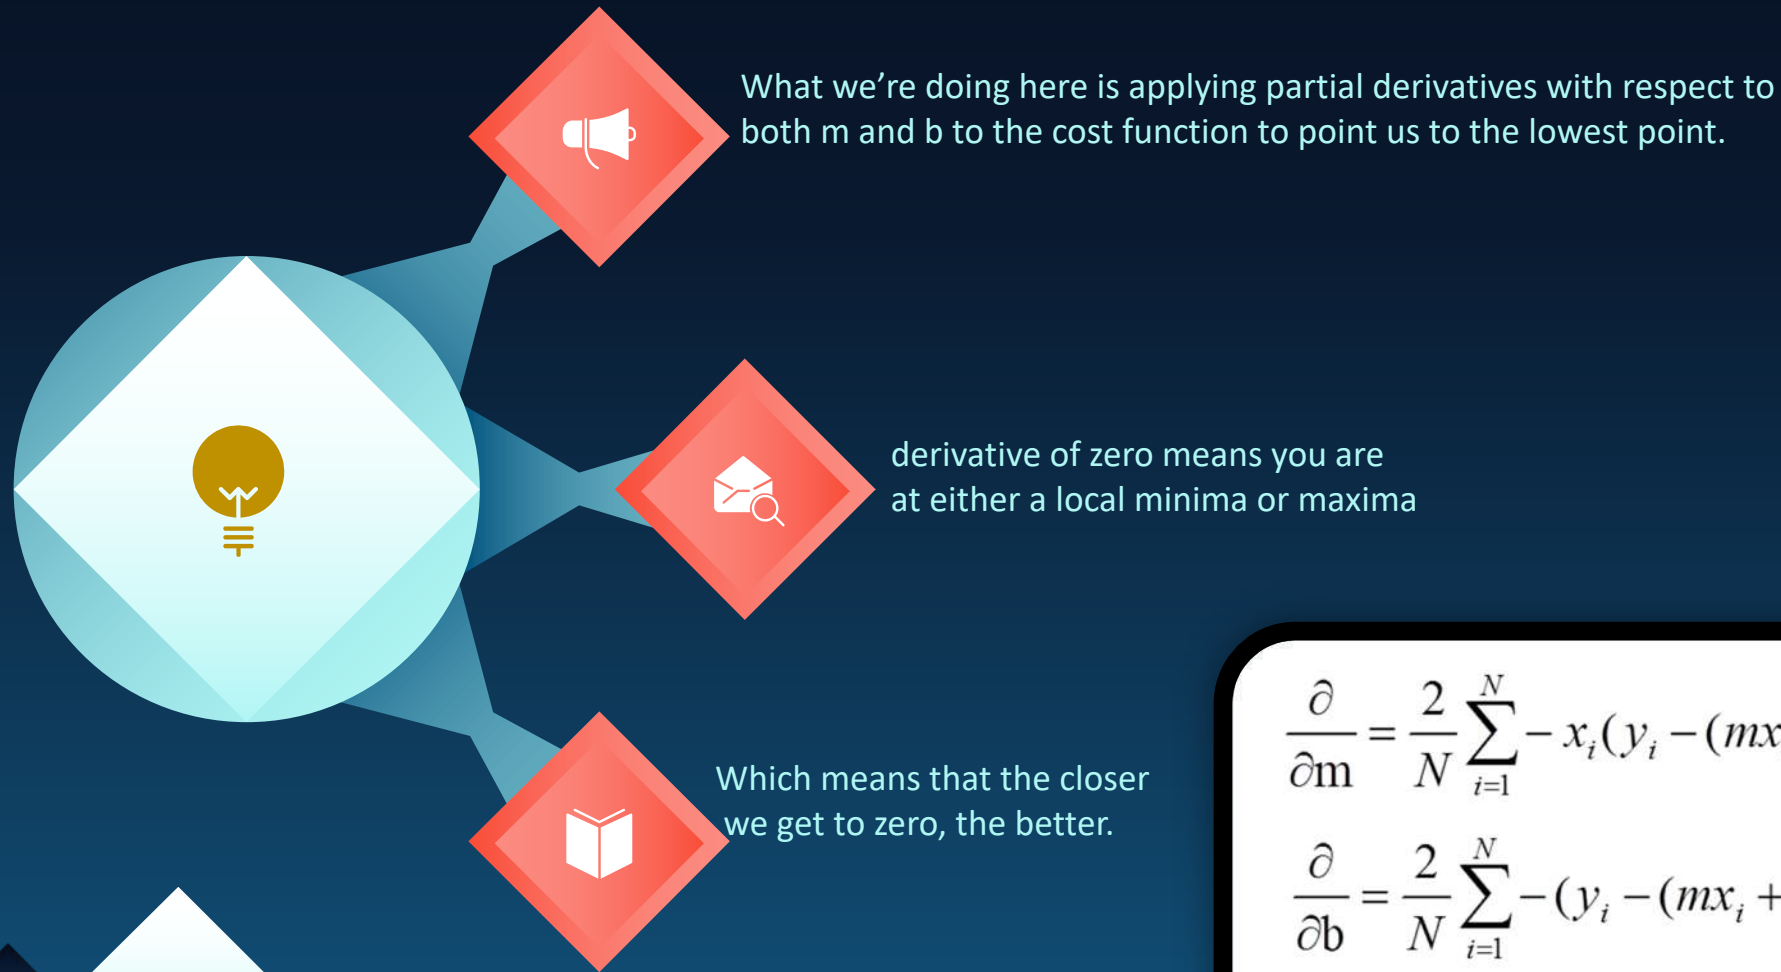 What we’re doing here is applying partial derivatives with respect to
both m and b to the cost function to point us to the lowest point.
derivative of zero means you are
at either a local minima or maxima
Which means that the closer
we get to zero, the better.
∂/∂m = 2/N ∑_{i=1}^{N} − x_i(y_i − (mx
∂/∂b = 2/N ∑_{i=1}^{N} −(y_i − (mx_i +